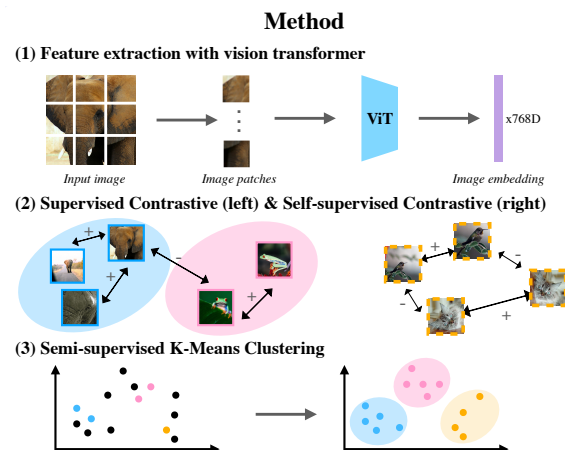 Method
(1) Feature extraction with vision transformer
ViT
x768D
Input image
Image patches
Image embedding
(2) Supervised Contrastive (left) & Self-supervised Contrastive (right)
+
-
+
+
+
-
-
+
(3) Semi-supervised K-Means Clustering